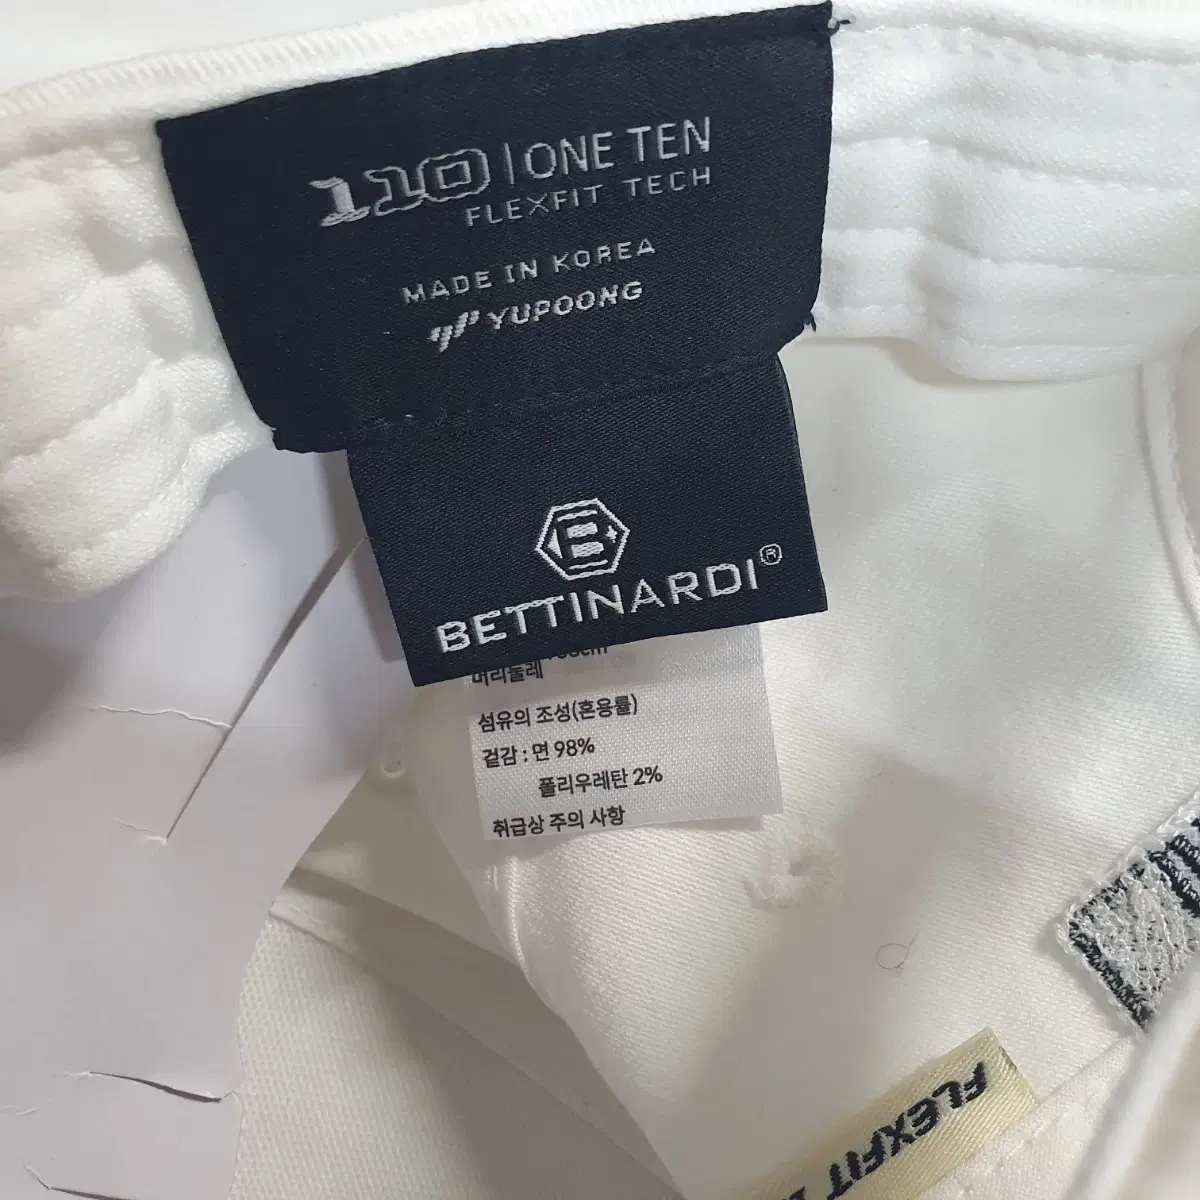 110 | ONE TEN
FLEXFIT TECH
MADE IN KOREA
YUPOONG
B
BETTINARDI®
머리둘레
섬유의 조성(혼용률)
겉감 : 면 98%
폴리우레탄 2%
취급상 주의 사항
FLEXFIT